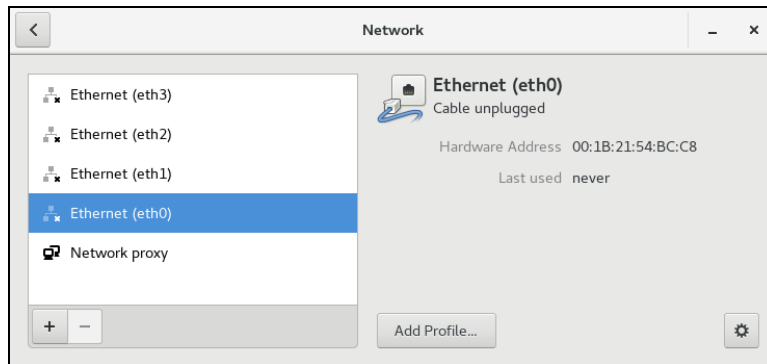 Network
Ethernet (eth3)
Ethernet (eth2)
Ethernet (eth1)
Ethernet (eth0)
Network proxy
Ethernet (eth0)
Cable unplugged
Hardware Address 00:1B:21:54:BC:C8
Last used never
Add Profile...